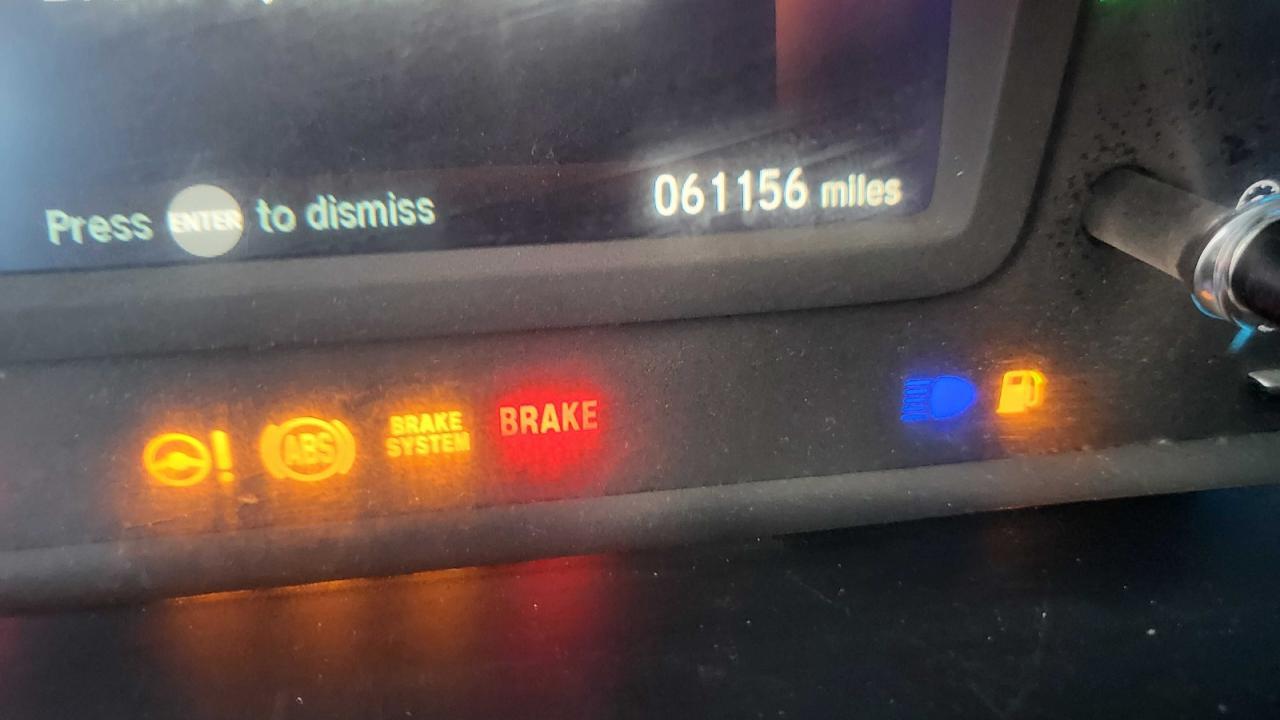 Press ENTER to dismiss
061156 miles
ABS
BRAKE
SYSTEM
BRAKE